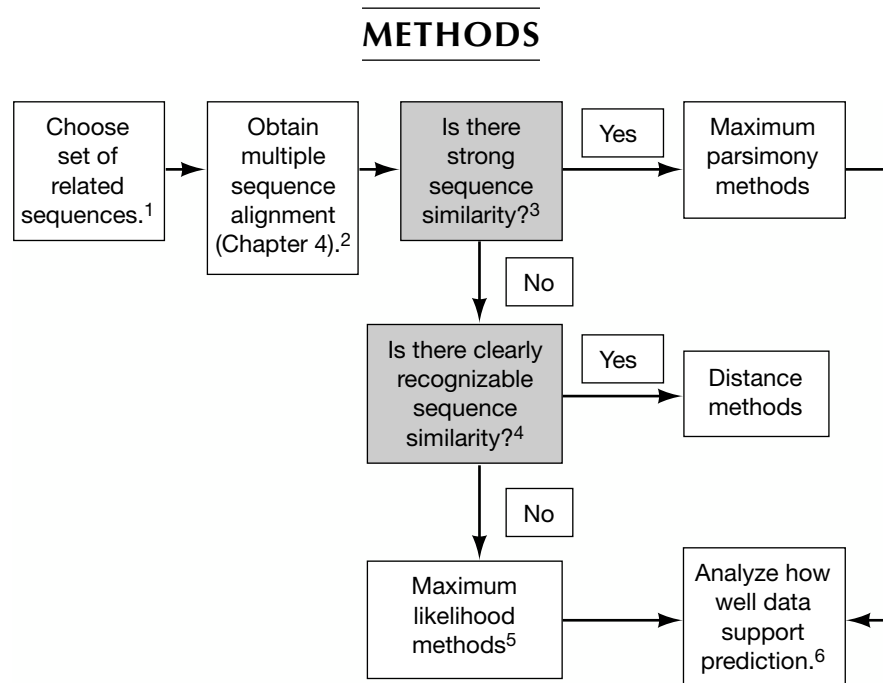 METHODS
Choose
set of
related
sequences.1
Obtain
multiple
sequence
alignment
(Chapter 4).2
Is there
strong
sequence
similarity?3
Yes
Maximum
parsimony
methods
No
Is there clearly
recognizable
sequence
similarity?4
Yes
Distance
methods
No
Maximum
likelihood
methods5
Analyze how
well data
support
prediction.6